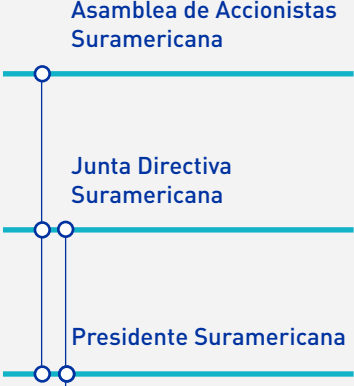 Asamblea de Accionistas
Suramericana
Junta Directiva
Suramericana
Presidente Suramericana